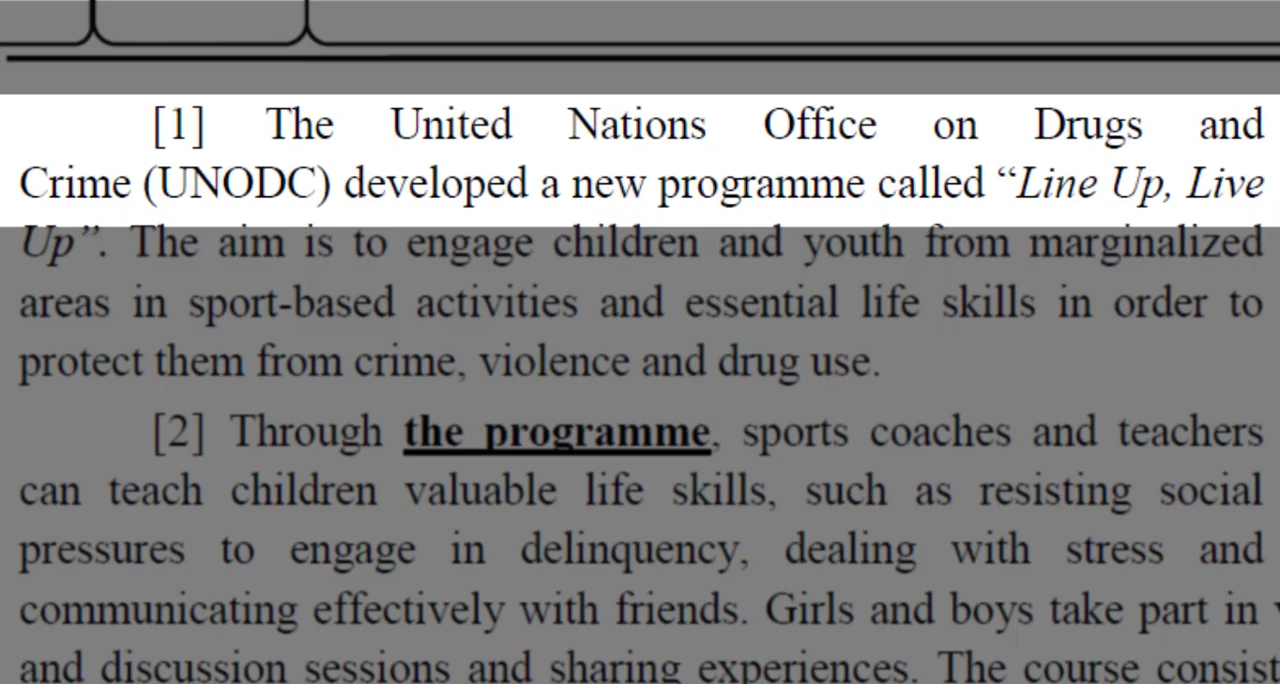 [1] The United Nations Office on Drugs and
Crime (UNODC) developed a new programme called “Line Up, Live
Up”. The aim is to engage children and youth from marginalized
areas in sport-based activities and essential life skills in order to
protect them from crime, violence and drug use.
[2] Through the programme, sports coaches and teachers
can teach children valuable life skills, such as resisting social
pressures to engage in delinquency, dealing with stress and
communicating effectively with friends. Girls and boys take part in
and discussion sessions and sharing experiences. The course consist